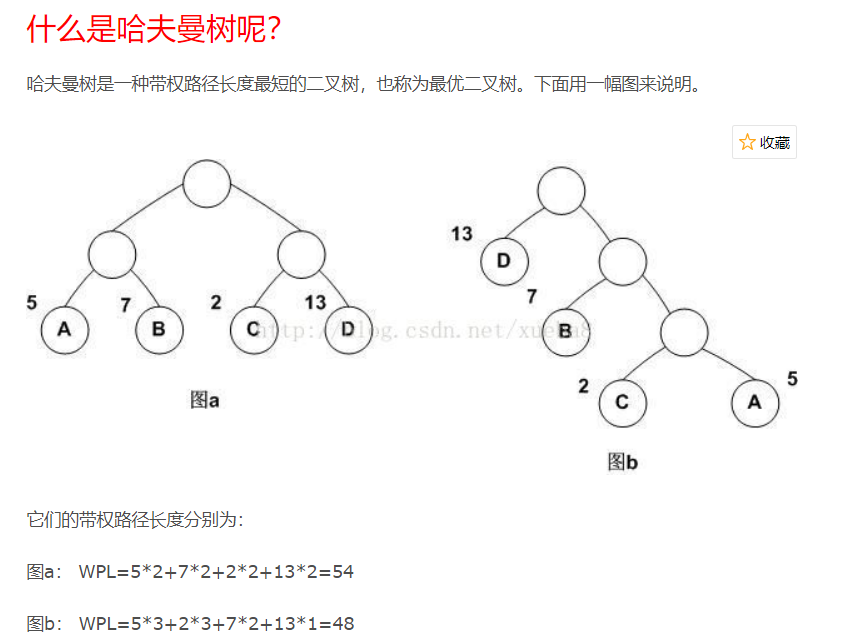 什么是哈夫曼树呢？
哈夫曼树是一种带权路径长度最短的二叉树，也称为最优二叉树。下面用一幅图来说明。
收藏
13
D
5
7
2
13
7
A
B
C
D
B
http://blog.csdn.net/xueba8
2
5
C
A
图a
图b
它们的带权路径长度分别为：
图a： WPL=5*2+7*2+2*2+13*2=54
图b： WPL=5*3+2*3+7*2+13*1=48